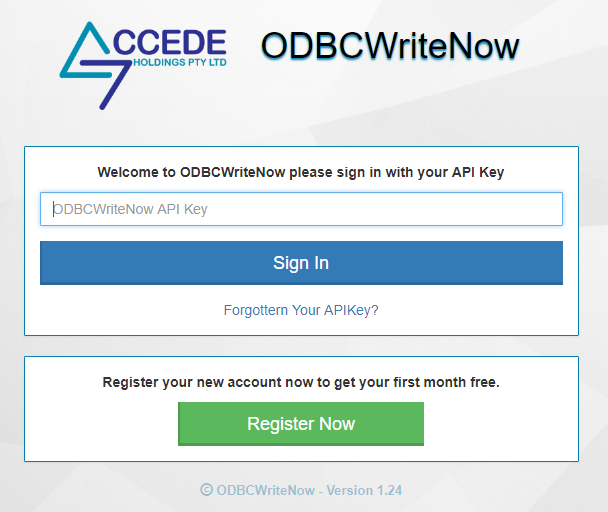 ACCEDE
HOLDINGS PTY LTD
ODBCWriteNow
Welcome to ODBCWriteNow please sign in with your API Key
ODBCWriteNow API Key
Sign In
Forgottern Your APIKey?
Register your new account now to get your first month free.
Register Now
© ODBCWriteNow - Version 1.24